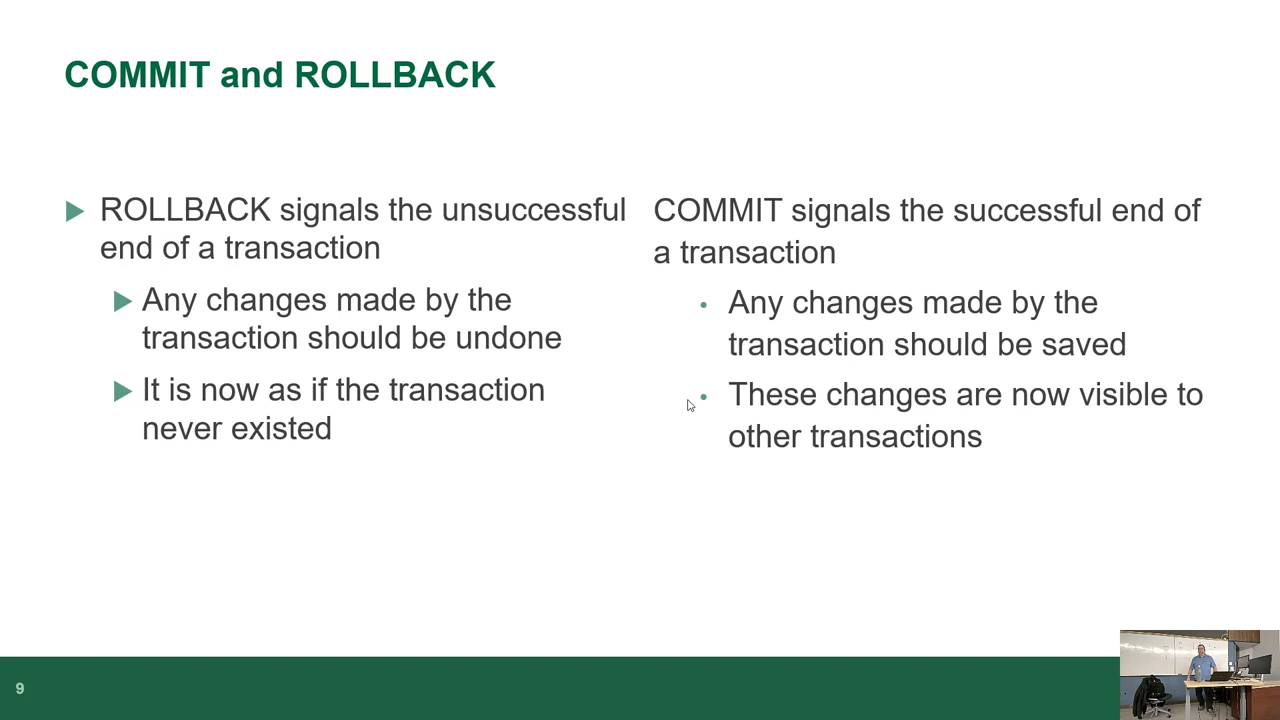 COMMIT and ROLLBACK
ROLLBACK signals the unsuccessful
end of a transaction
Any changes made by the
transaction should be undone
It is now as if the transaction
never existed
COMMIT signals the successful end of
a transaction
Any changes made by the
transaction should be saved
These changes are now visible to
other transactions
9